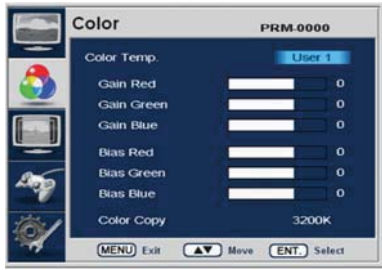 Color PRM-0000
Color Temp. User 1
Gain Red 0
Gain Green 0
Gain Blue 0
Bias Red 0
Bias Green 0
Bias Blue 0
Color Copy 3200K
MENU Exit ▲▼ Move ENT. Select